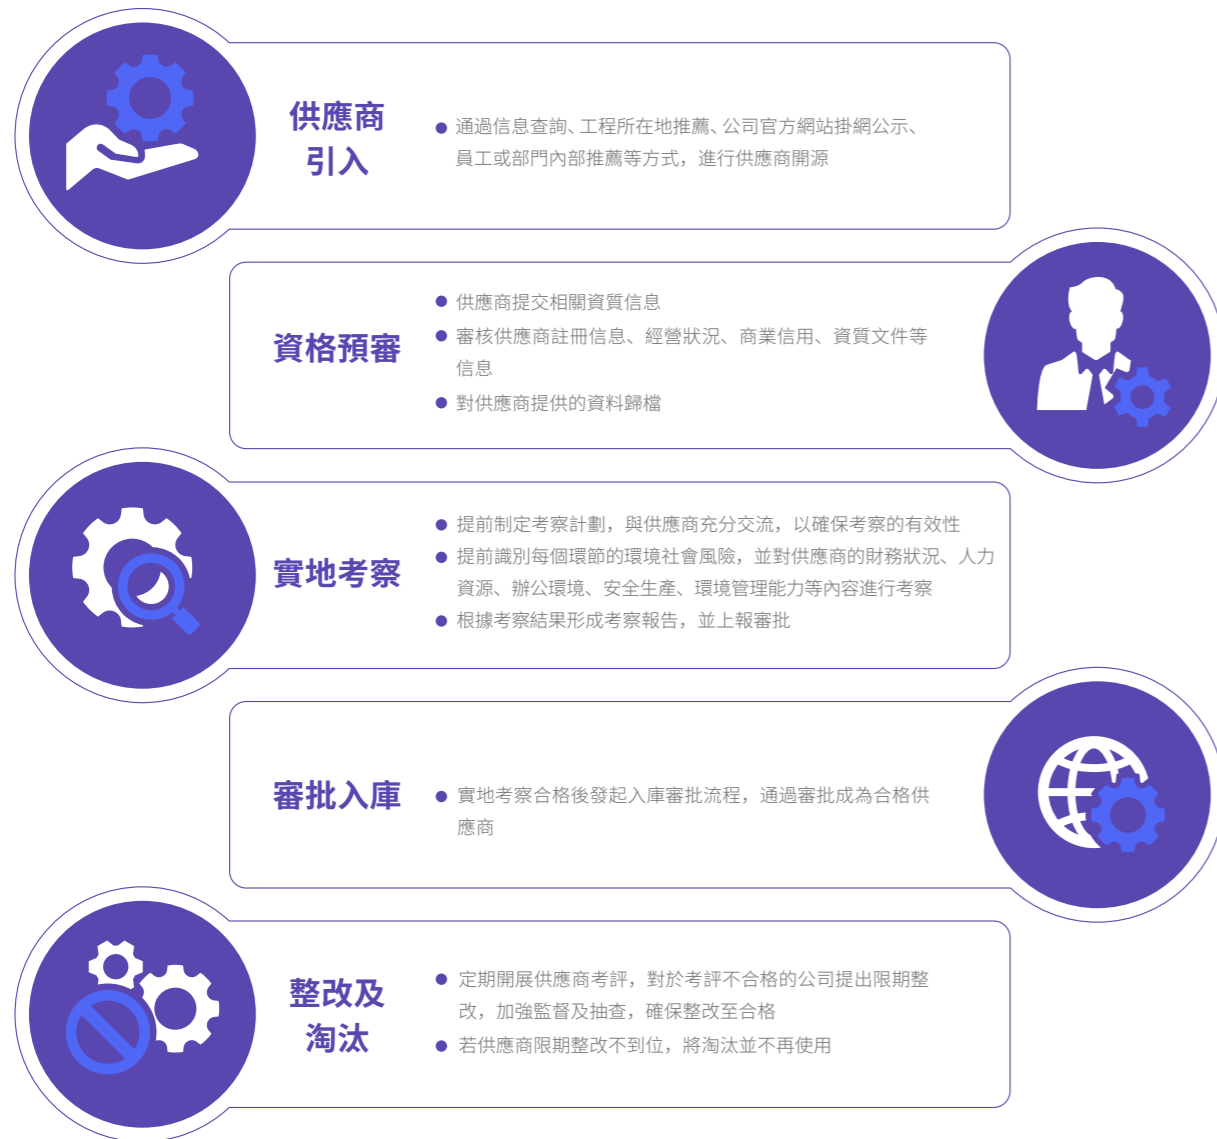 供應商
引入
通過信息查詢、工程所在地推薦、公司官方網站掛網公示、
員工或部門內部推薦等方式，進行供應商開源
資格預審
供應商提交相關資質信息
審核供應商註冊信息、經營狀況、商業信用、資質文件等
信息
對供應商提供的資料歸檔
實地考察
提前制定考察計劃，與供應商充分交流，以確保考察的有效性
提前識別每個環節的環境社會風險，並對供應商的財務狀況、人力
資源、辦公環境、安全生產、環境管理能力等內容進行考察
根據考察結果形成考察報告，並上報審批
審批入庫
實地考察合格後發起入庫審批流程，通過審批成為合格供
應商
整改及
淘汰
定期開展供應商考評，對於考評不合格的公司提出限期整
改，加強監督及抽查，確保整改至合格
若供應商限期整改不到位，將淘汰並不再使用